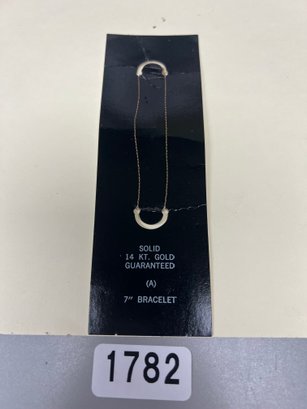 SOLID
14 KT. GOLD
GUARANTEED
(A)
7" BRACELET
1782